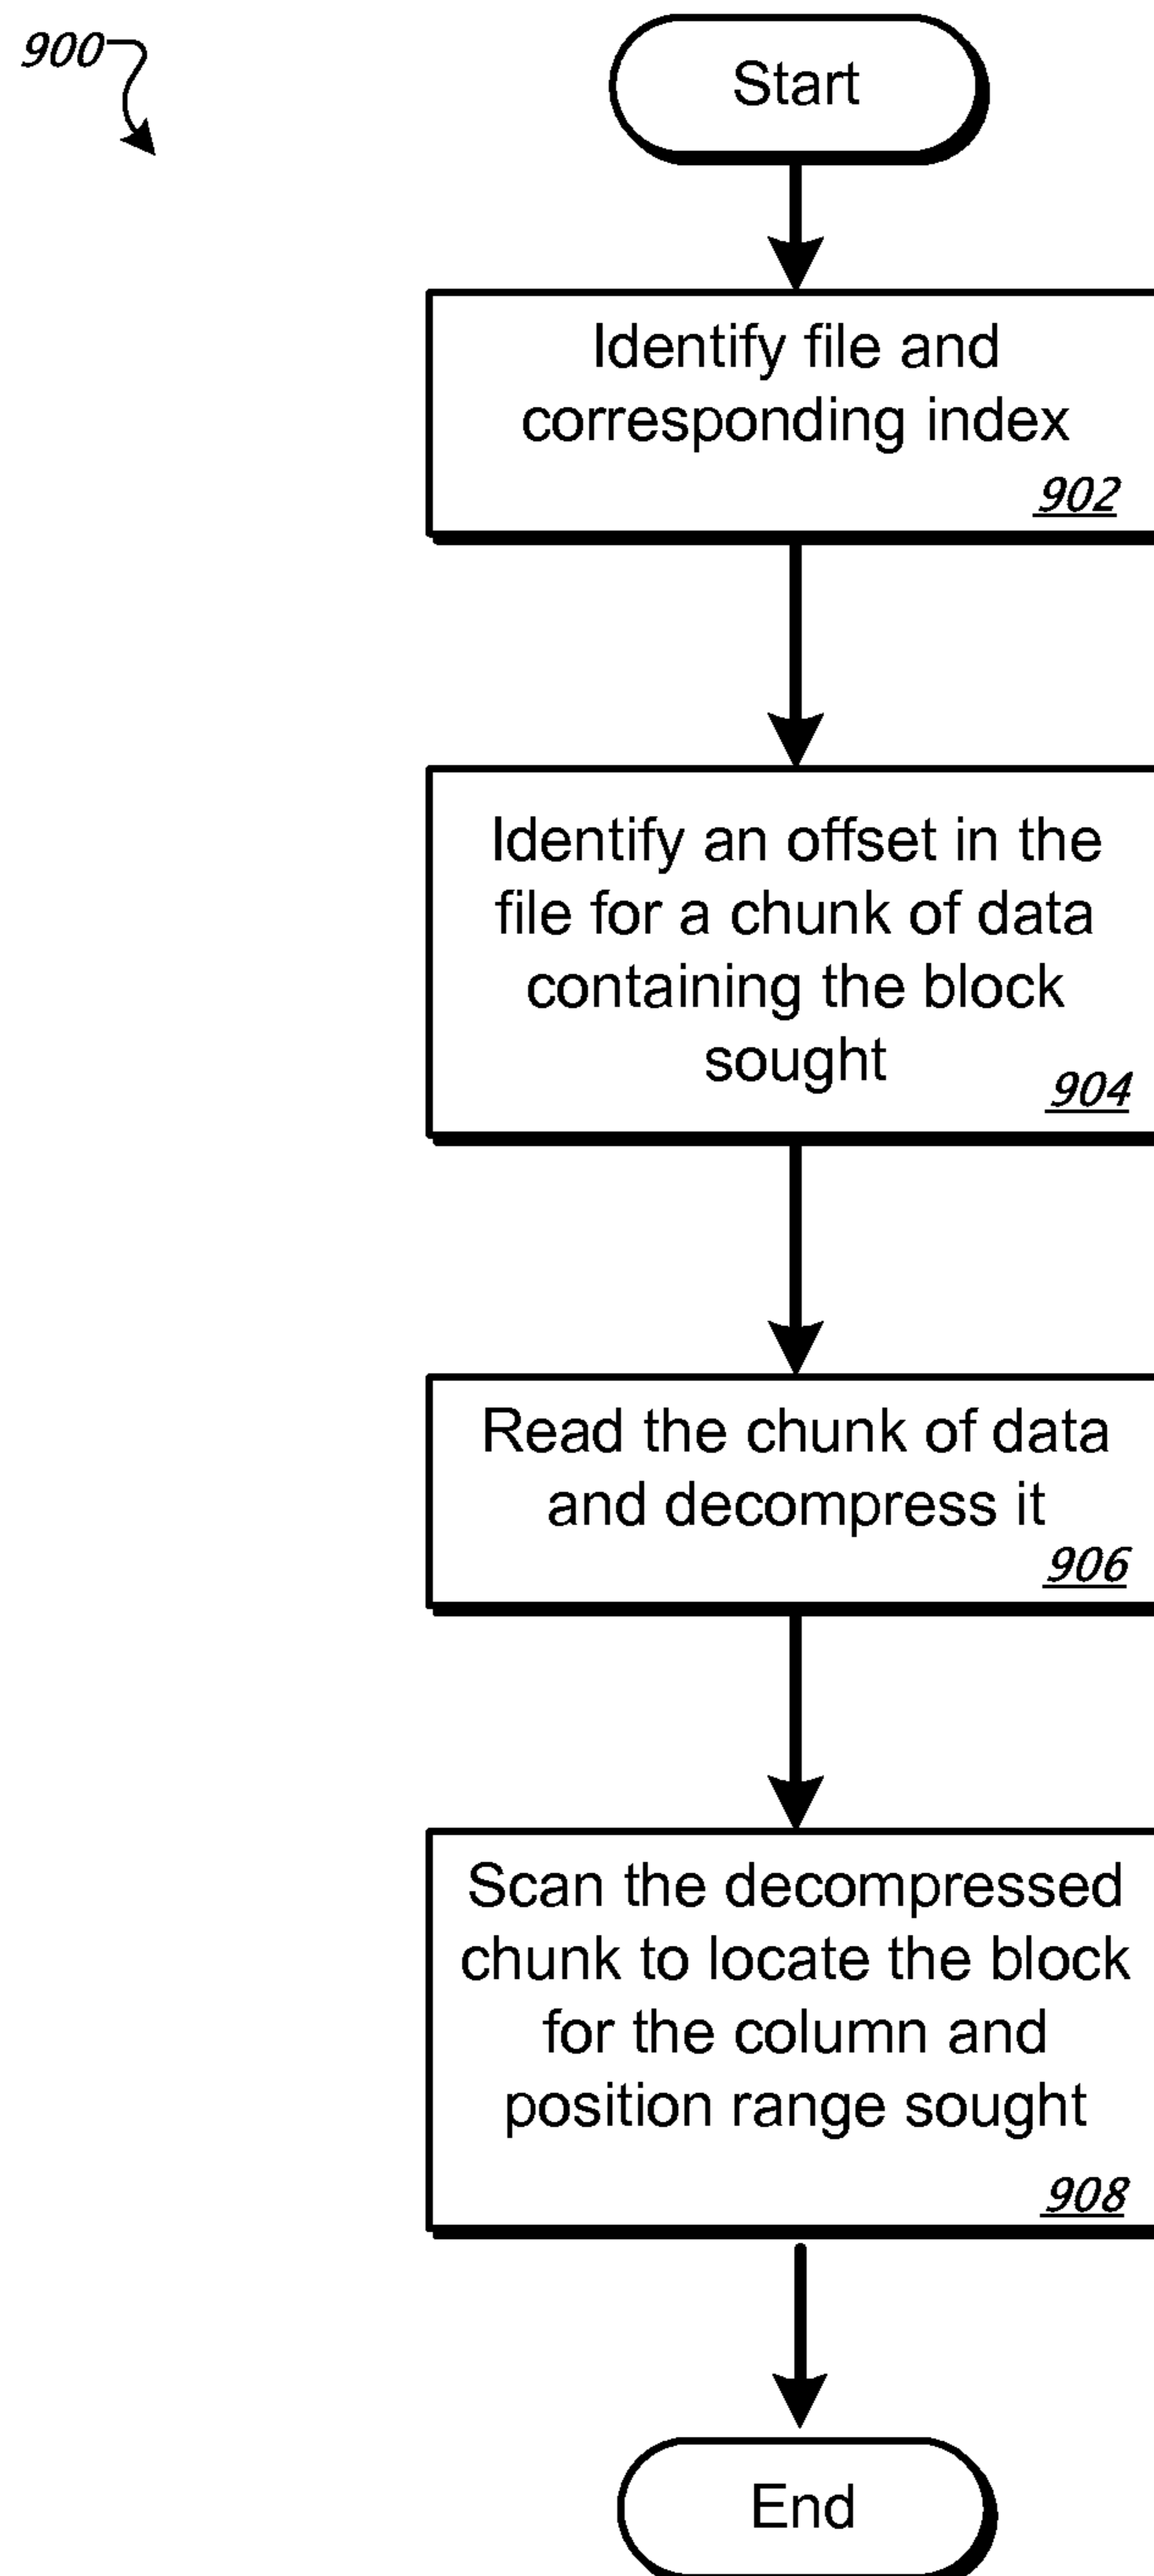 900
Start
Identify file and
corresponding index
902
Identify an offset in the
file for a chunk of data
containing the block
sought
904
Read the chunk of data
and decompress it
906
Scan the decompressed
chunk to locate the block
for the column and
position range sought
908
End